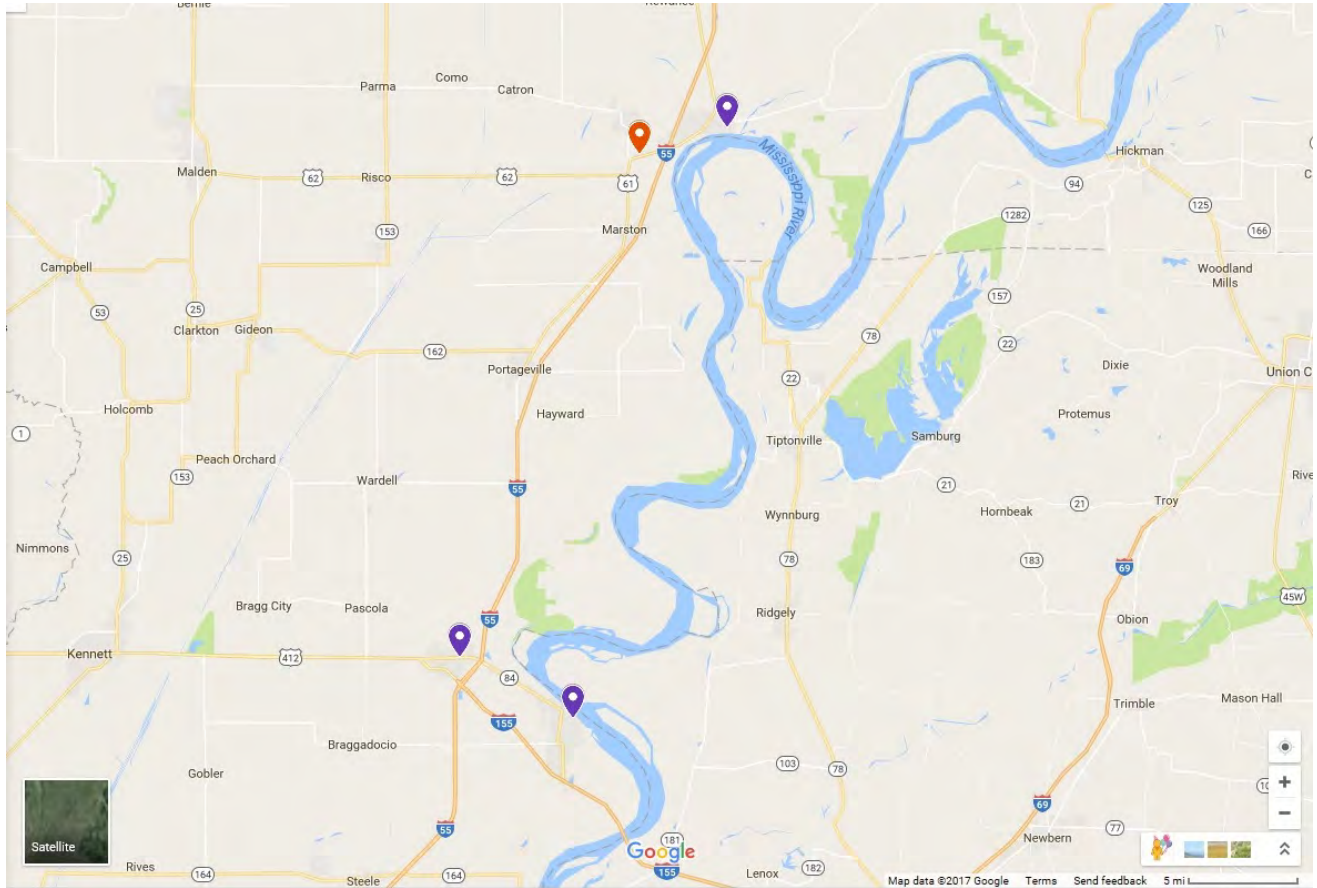 Parma
Como
Catron
55
Mississippi River
Hickman
Malden
62
Risco
62
61
94
153
Marston
1282
125
166
Campbell
Woodland
Mills
157
53
25
Clarkton
Gideon
162
78
22
Portageville
22
Dixie
Union C
Holcomb
Hayward
Protemus
1
Tiptonville
Samburg
Peach Orchard
153
Wardell
55
21
21
Troy
Wynnburg
Hornbeak
Nimmons
25
78
183
69
45W
Bragg City
Pascola
55
Ridgely
Obion
Kennett
412
84
Trimble
Mason Hall
155
Braggadocio
Gobler
103
78
69
55
181
Newbern
77
Satellite
Google
Rives
164
Steele
164
155
Lenox
182
Map data ©2017 Google Terms Send feedback 5 mi